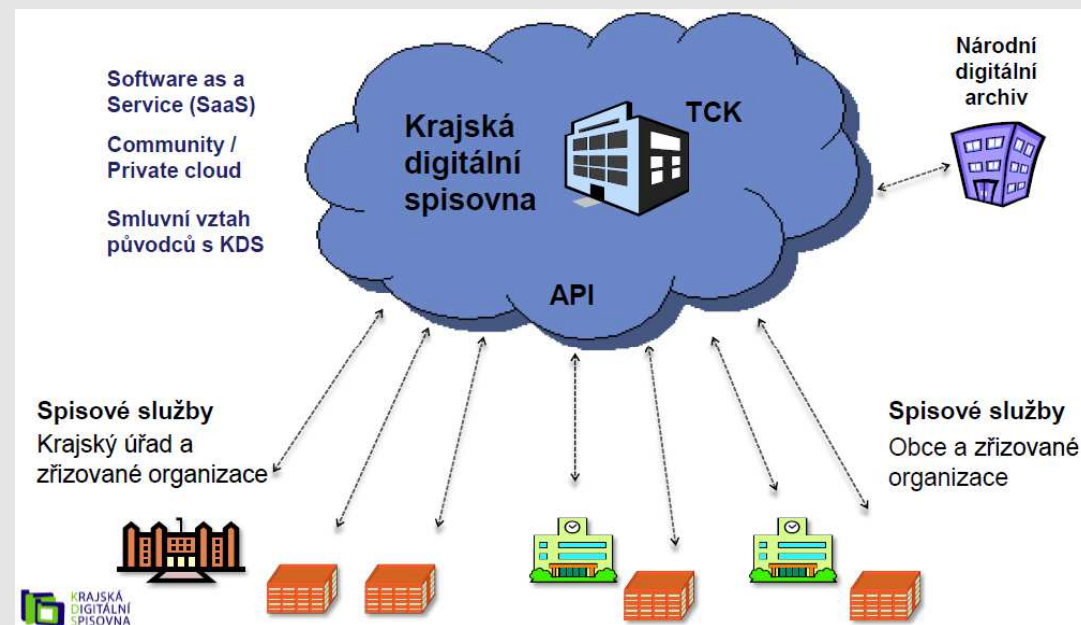 Software as a
Service (SaaS)
Community /
Private cloud
Smluvní vztah
původců s KDS
Krajská
digitální
spisovna
TCK
API
Národní
digitální
archiv
Spisové služby
Krajský úřad a
zřizované organizace
Spisové služby
Obce a zřizované
organizace
KRAJSKÁ
DIGITÁLNÍ
SPISOVNA